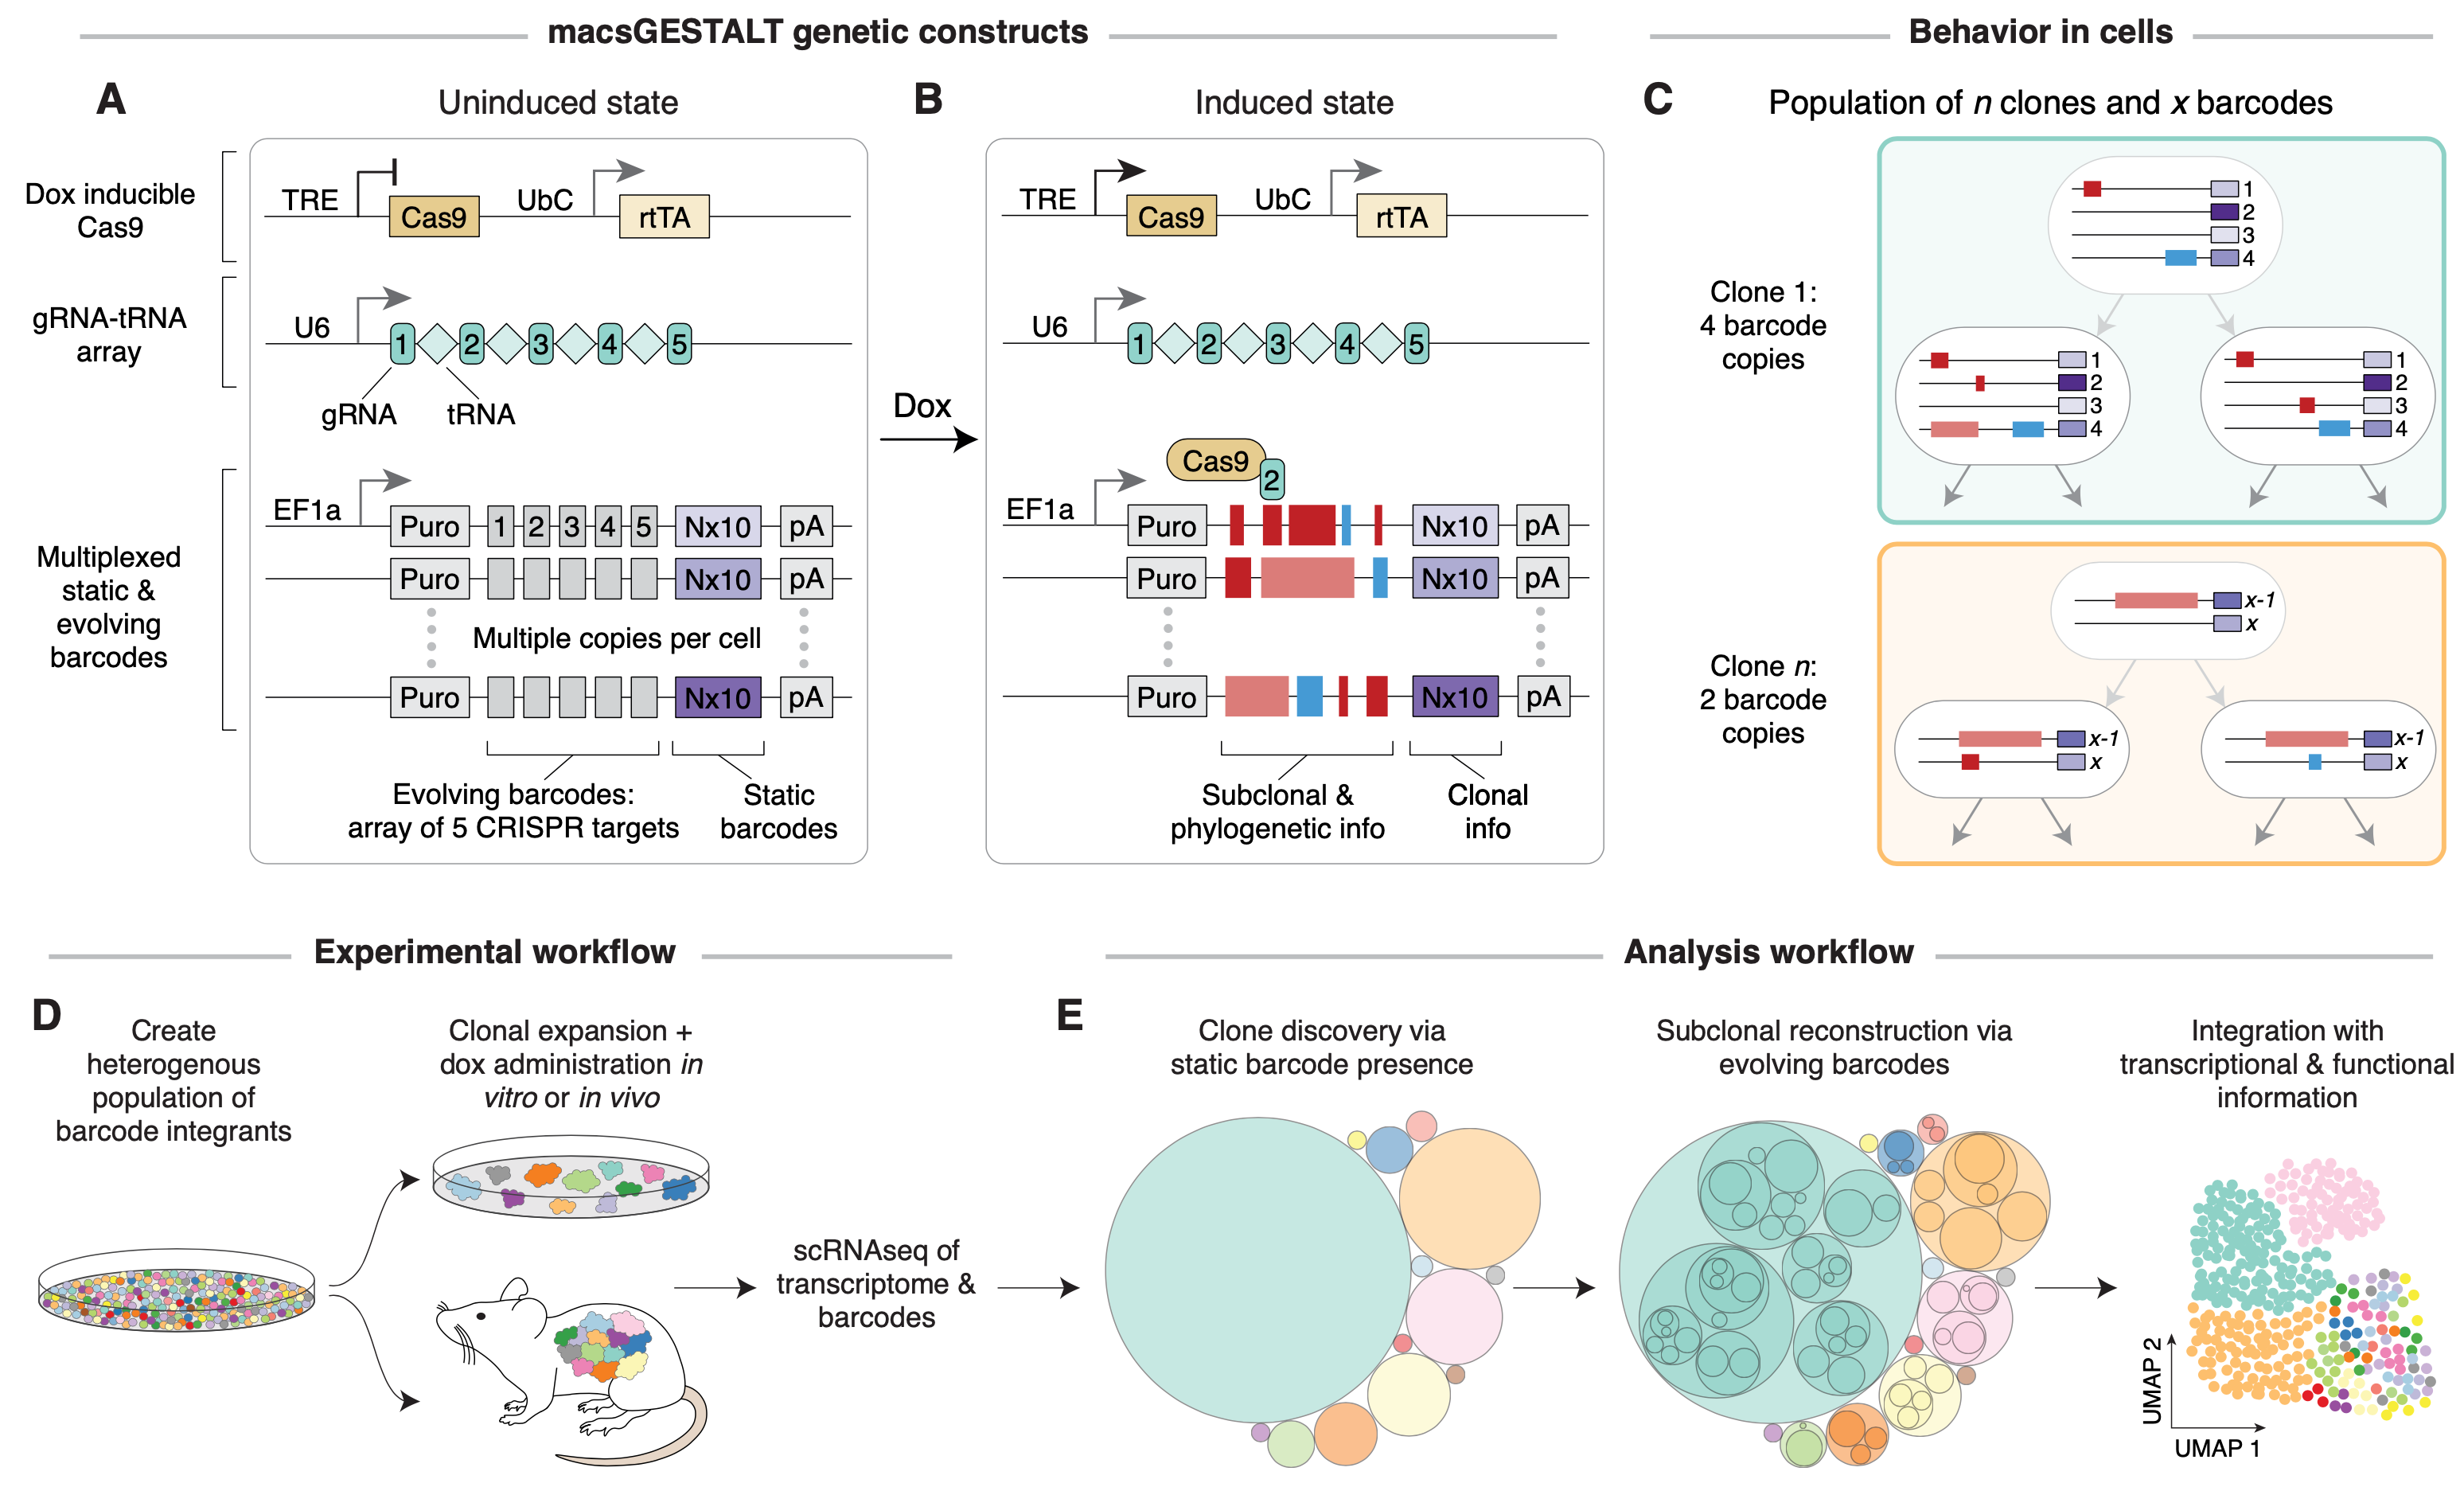 macsGESTALT genetic constructs
Behavior in cells
A
Uninduced state
Dox inducible
Cas9
TRE
Cas9
UbC
rtTA
gRNA-tRNA
array
U6
1 2 3 4 5
gRNA tRNA
Multiplexed
static &
evolving
barcodes
EF1a
Puro 1 2 3 4 5 Nx10 pA
Puro Nx10 pA
Multiple copies per cell
Puro Nx10 pA
Evolving barcodes:
array of 5 CRISPR targets
Static
barcodes
Dox
B
Induced state
TRE
Cas9
UbC
rtTA
U6
1 2 3 4 5
Cas9
2
EF1a
Puro Nx10 pA
Puro Nx10 pA
Puro Nx10 pA
Subclonal &
phylogenetic info
Clonal
info
C
Population of n clones and x barcodes
Clone 1:
4 barcode
copies
1
2
3
4
1
2
3
4
1
2
3
4
Clone n:
2 barcode
copies
x-1
x
x-1
x
x-1
x
Experimental workflow
Analysis workflow
D
Create
heterogenous
population of
barcode integrants
Clonal expansion +
dox administration in
vitro or in vivo
scRNAseq of
transcriptome &
barcodes
E
Clone discovery via
static barcode presence
Subclonal reconstruction via
evolving barcodes
Integration with
transcriptional & functional
information
UMAP 2
UMAP 1